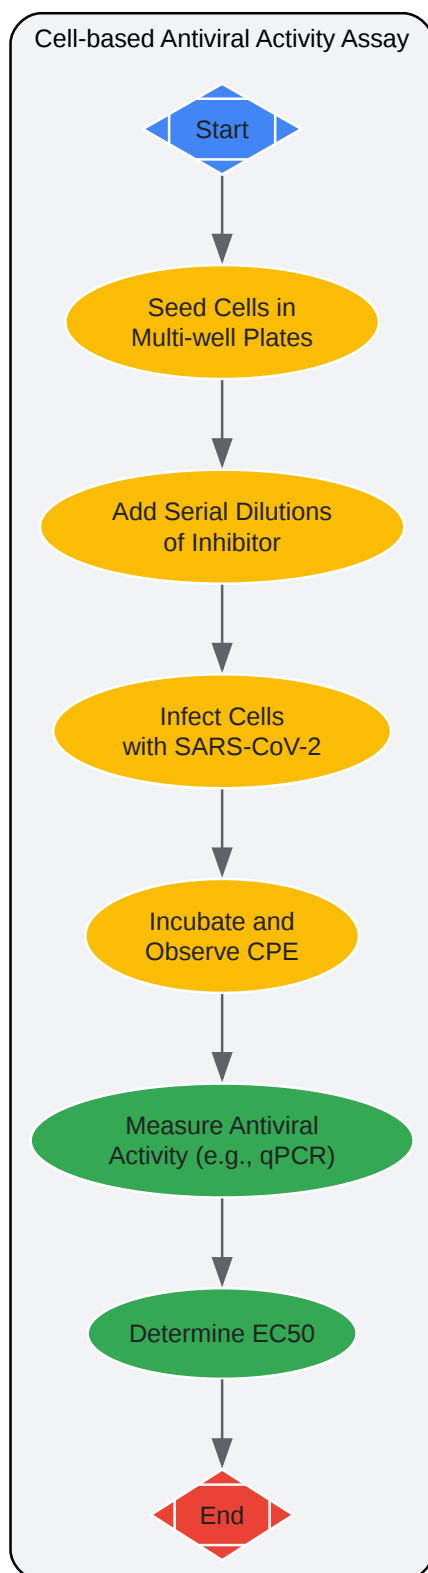 Cell-based Antiviral Activity Assay
Start
Seed Cells in
Multi-well Plates
Add Serial Dilutions
of Inhibitor
Infect Cells
with SARS-CoV-2
Incubate and
Observe CPE
Measure Antiviral
Activity (e.g., qPCR)
Determine EC50
End